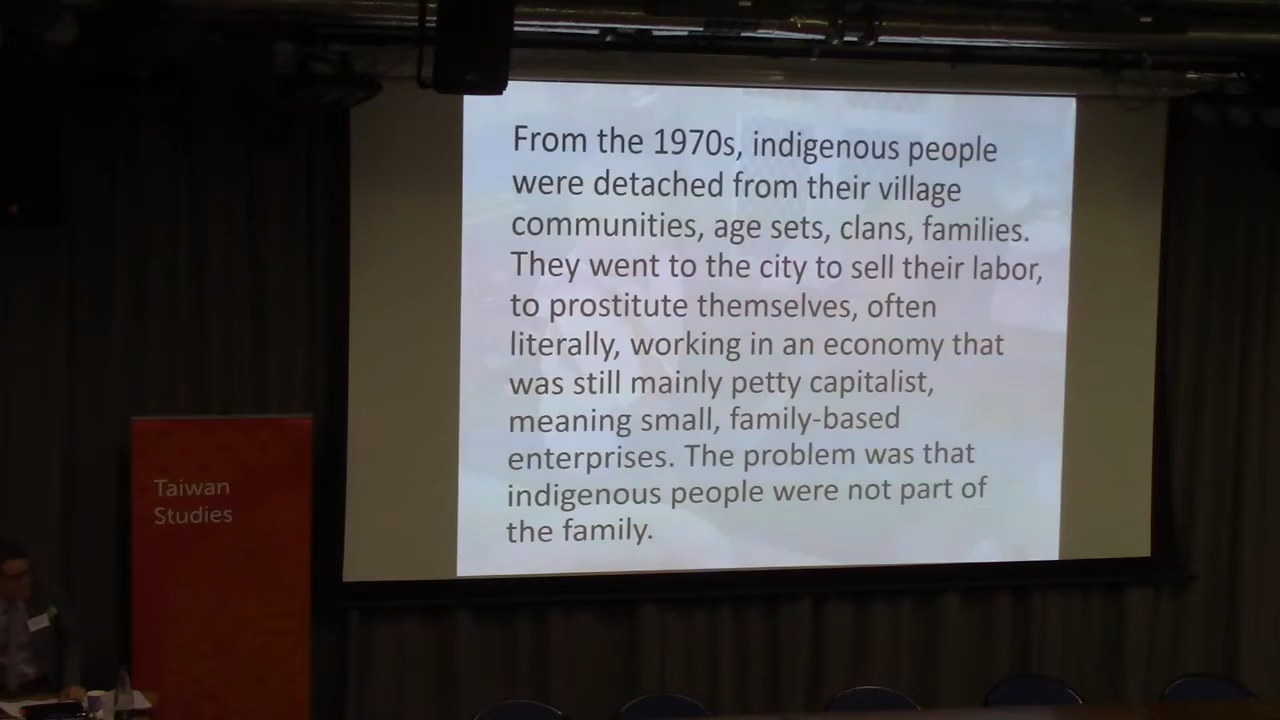 From the 1970s, indigenous people
were detached from their village
communities, age sets, clans, families.
They went to the city to sell their labor,
to prostitute themselves, often
literally, working in an economy that
was still mainly petty capitalist,
meaning small, family-based
enterprises. The problem was that
indigenous people were not part of
the family.
Taiwan
Studies